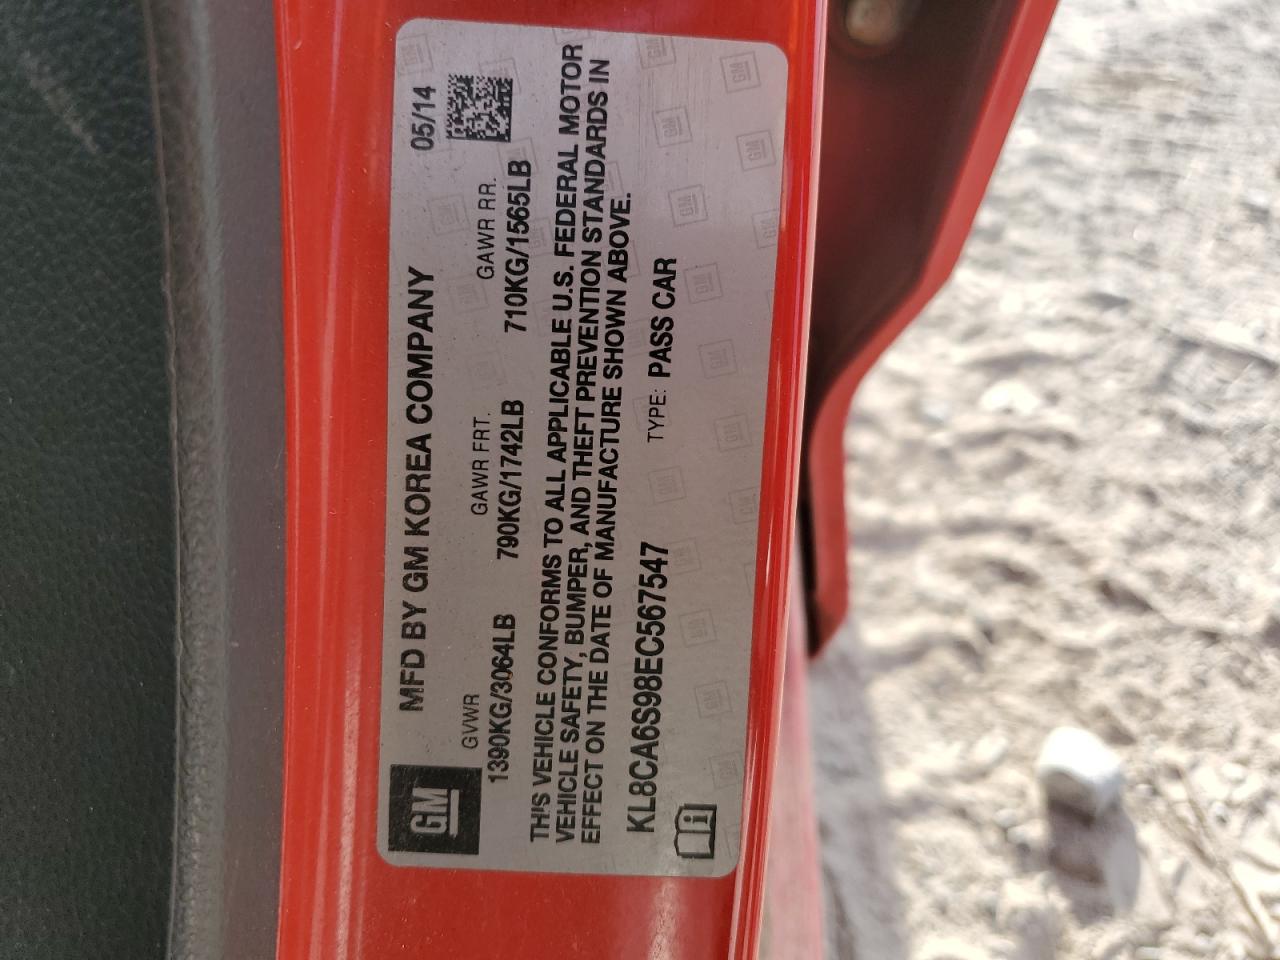 GM
MFD BY GM KOREA COMPANY 05/14
GVWR GAWR FRT. GAWR RR.
1390KG/3064LB 790KG/1742LB 710KG/1565LB
THIS VEHICLE CONFORMS TO ALL APPLICABLE U.S. FEDERAL MOTOR
VEHICLE SAFETY, BUMPER, AND THEFT PREVENTION STANDARDS IN
EFFECT ON THE DATE OF MANUFACTURE SHOWN ABOVE.
KL8CA6S98EC567547 TYPE: PASS CAR